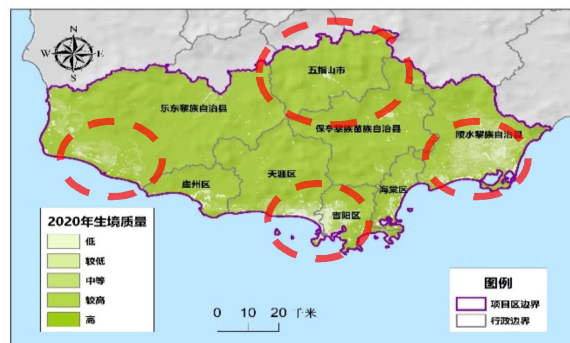 N
W E
S
五指山市
乐东黎族自治县
保亭黎族苗族自治县
陵水黎族自治县
天涯区
崖州区
海棠区
吉阳区
2020年生境质量
低
较低
中等
较高
高
0 10 20 千米
图例
项目区边界
行政边界